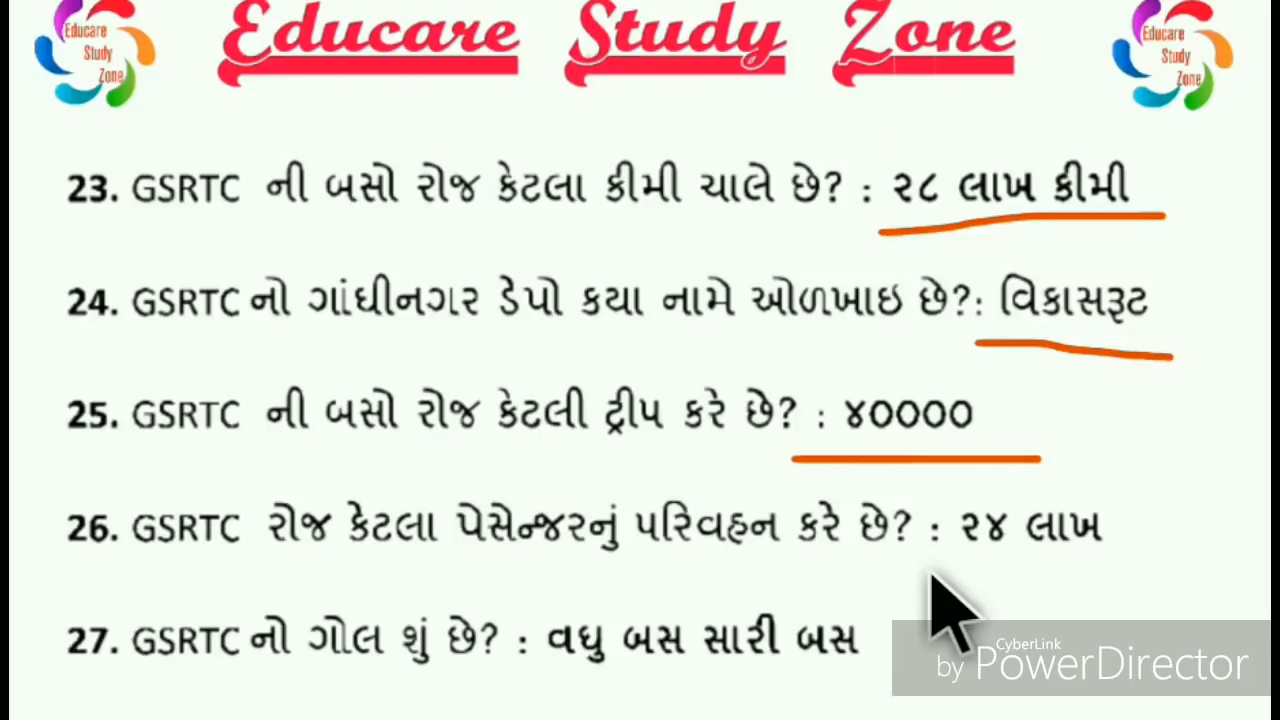 Educare Study Zone
Educare Study Zone
Educare Study Zone
23. GSRTC ની બસો રોજ કેટલા કીમી ચાલે છે? : ૨૮ લાખ કીમી
24. GSRTC નો ગાંધીનગર ડેપો કયા નામે ઓળખાઇ છે?: વિકાસરૂટ
25. GSRTC ની બસો રોજ કેટલી ટ્રીપ કરે છે? : ૪૦૦૦૦
26. GSRTC રોજ કેટલા પેસેન્જરનું પરિવહન કરે છે? : ૨૪ લાખ
27. GSRTC નો ગોલ શું છે? : વધુ બસ સારી બસ
CyberLink
by PowerDirector